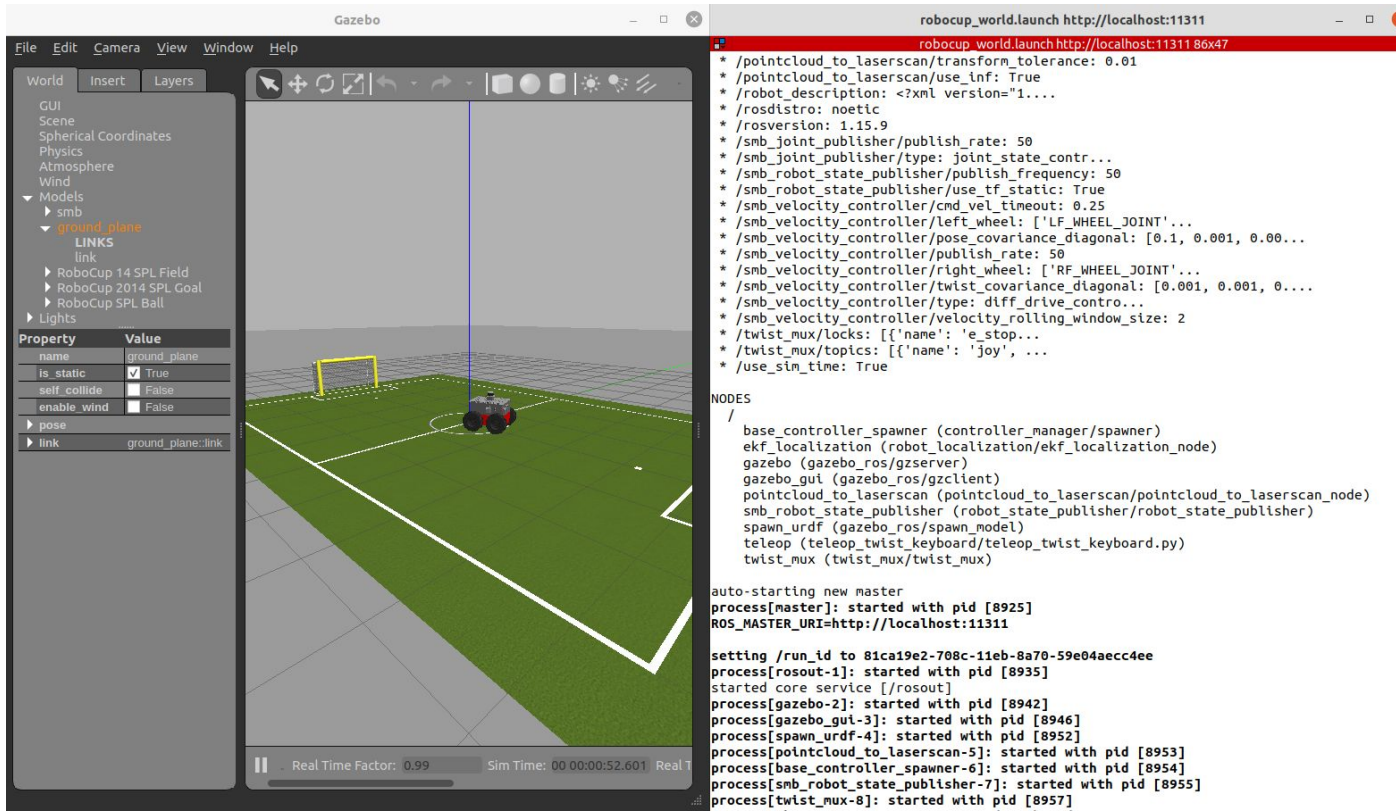 Gazebo
File Edit Camera View Window Help
World Insert Layers
GUI
Scene
Spherical Coordinates
Physics
Atmosphere
Wind
Models
smb
ground_plane
LINKS
link
RoboCup 14 SPL Field
RoboCup 2014 SPL Goal
RoboCup SPL Ball
Lights
Property Value
name ground_plane
is_static True
self_collide False
enable_wind False
pose
link ground_plane::link
Real Time Factor: 0.99 Sim Time: 00 00:00:52.601 Real T
robocup_world.launch http://localhost:11311
robocup_world.launch http://localhost:11311 86x47
* /pointcloud_to_laserscan/transform_tolerance: 0.01
* /pointcloud_to_laserscan/use_inf: True
* /robot_description: <?xml version="1....
* /rosdistro: noetic
* /rosversion: 1.15.9
* /smb_joint_publisher/publish_rate: 50
* /smb_joint_publisher/type: joint_state_contr...
* /smb_robot_state_publisher/publish_frequency: 50
* /smb_robot_state_publisher/use_tf_static: True
* /smb_velocity_controller/cmd_vel_timeout: 0.25
* /smb_velocity_controller/left_wheel: ['LF_WHEEL_JOINT'...
* /smb_velocity_controller/pose_covariance_diagonal: [0.1, 0.001, 0.00...
* /smb_velocity_controller/publish_rate: 50
* /smb_velocity_controller/right_wheel: ['RF_WHEEL_JOINT'...
* /smb_velocity_controller/twist_covariance_diagonal: [0.001, 0.001, 0....
* /smb_velocity_controller/type: diff_drive_contro...
* /smb_velocity_controller/velocity_rolling_window_size: 2
* /twist_mux/locks: [{'name': 'e_stop...
* /twist_mux/topics: [{'name': 'joy', ...
* /use_sim_time: True
NODES
/
base_controller_spawner (controller_manager/spawner)
ekf_localization (robot_localization/ekf_localization_node)
gazebo (gazebo_ros/gzserver)
gazebo_gui (gazebo_ros/gzclient)
pointcloud_to_laserscan (pointcloud_to_laserscan/pointcloud_to_laserscan_node)
smb_robot_state_publisher (robot_state_publisher/robot_state_publisher)
spawn_urdf (gazebo_ros/spawn_model)
teleop (teleop_twist_keyboard/teleop_twist_keyboard.py)
twist_mux (twist_mux/twist_mux)
auto-starting new master
process[master]: started with pid [8925]
ROS_MASTER_URI=http://localhost:11311
setting /run_id to 81ca19e2-708c-11eb-8a70-59e04aecc4ee
process[rosout-1]: started with pid [8935]
started core service [/rosout]
process[gazebo-2]: started with pid [8942]
process[gazebo_gui-3]: started with pid [8946]
process[spawn_urdf-4]: started with pid [8952]
process[pointcloud_to_laserscan-5]: started with pid [8953]
process[base_controller_spawner-6]: started with pid [8954]
process[smb_robot_state_publisher-7]: started with pid [8955]
process[twist_mux-8]: started with pid [8957]